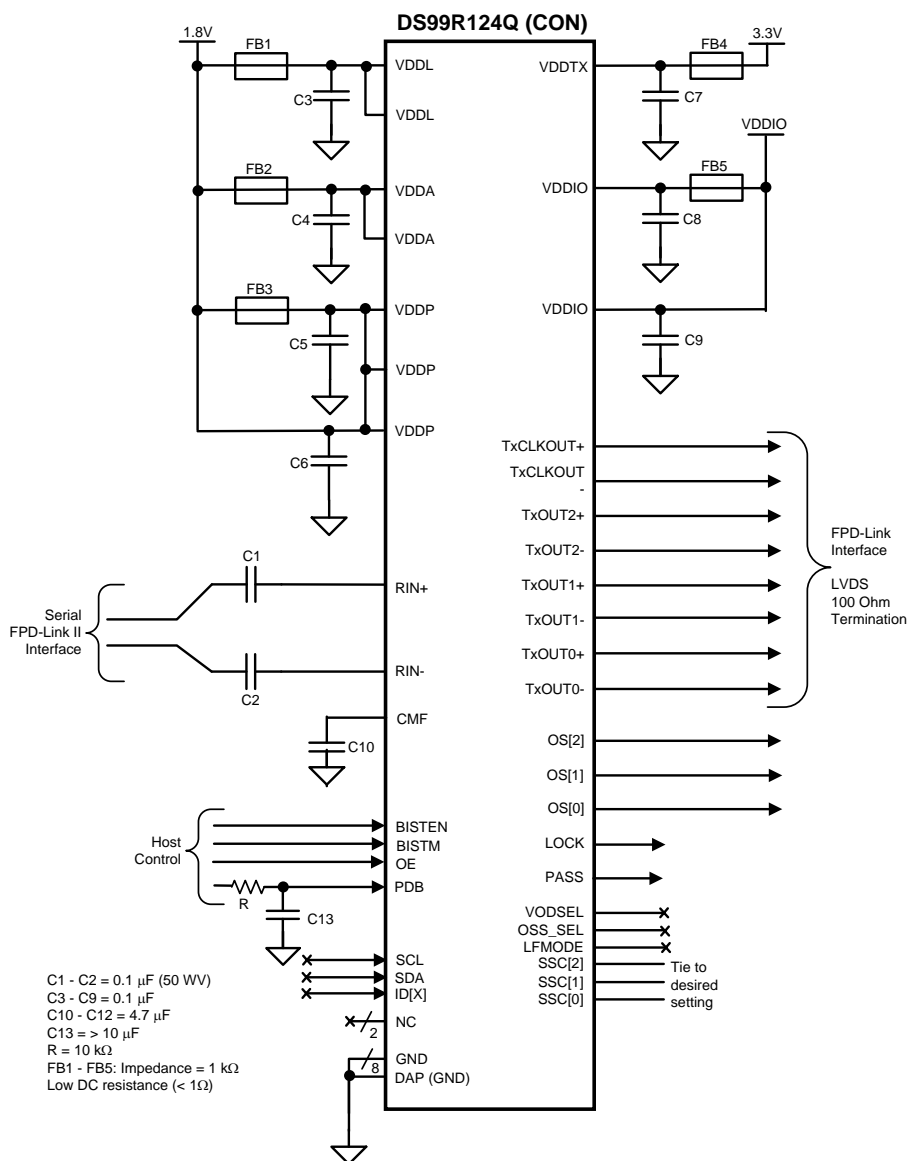 DS99R124Q (CON)
1.8V
FB1
C3
VDDL
VDDL
FB2
C4
VDDA
VDDA
FB3
C5
VDDP
VDDP
VDDP
C6
VDDTX
FB4
3.3V
C7
VDDIO
VDDIO
FB5
C8
VDDIO
C9
TxCLKOUT+
TxCLKOUT
-
TxOUT2+
TxOUT2-
TxOUT1+
TxOUT1-
TxOUT0+
TxOUT0-
FPD-Link
Interface
LVDS
100 Ohm
Termination
Serial
FPD-Link II
Interface
C1
C2
RIN+
RIN-
CMF
C10
OS[2]
OS[1]
OS[0]
LOCK
PASS
Host
Control
BISTEN
BISTM
OE
PDB
R
C13
VODSEL
OSS_SEL
LFMODE
SSC[2]
SSC[1]
SSC[0]
Tie to
desired
setting
SCL
SDA
ID[X]
NC
2
GND
8
DAP (GND)
C1 - C2 = 0.1 μF (50 WV)
C3 - C9 = 0.1 μF
C10 - C12 = 4.7 μF
C13 = > 10 μF
R = 10 kΩ
FB1 - FB5: Impedance = 1 kΩ
Low DC resistance (< 1Ω)